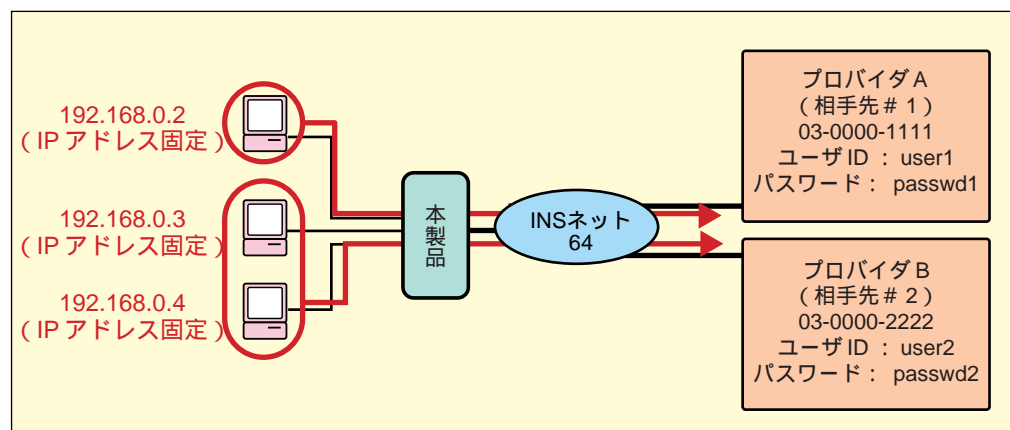 192.168.0.2
（IP アドレス固定）
192.168.0.3
（IP アドレス固定）
192.168.0.4
（IP アドレス固定）
本製品
INSネット
64
プロバイダ A
（相手先＃1）
03-0000-1111
ユーザ ID ： user1
パスワード： passwd1
プロバイダ B
（相手先＃2）
03-0000-2222
ユーザ ID ： user2
パスワード： passwd2